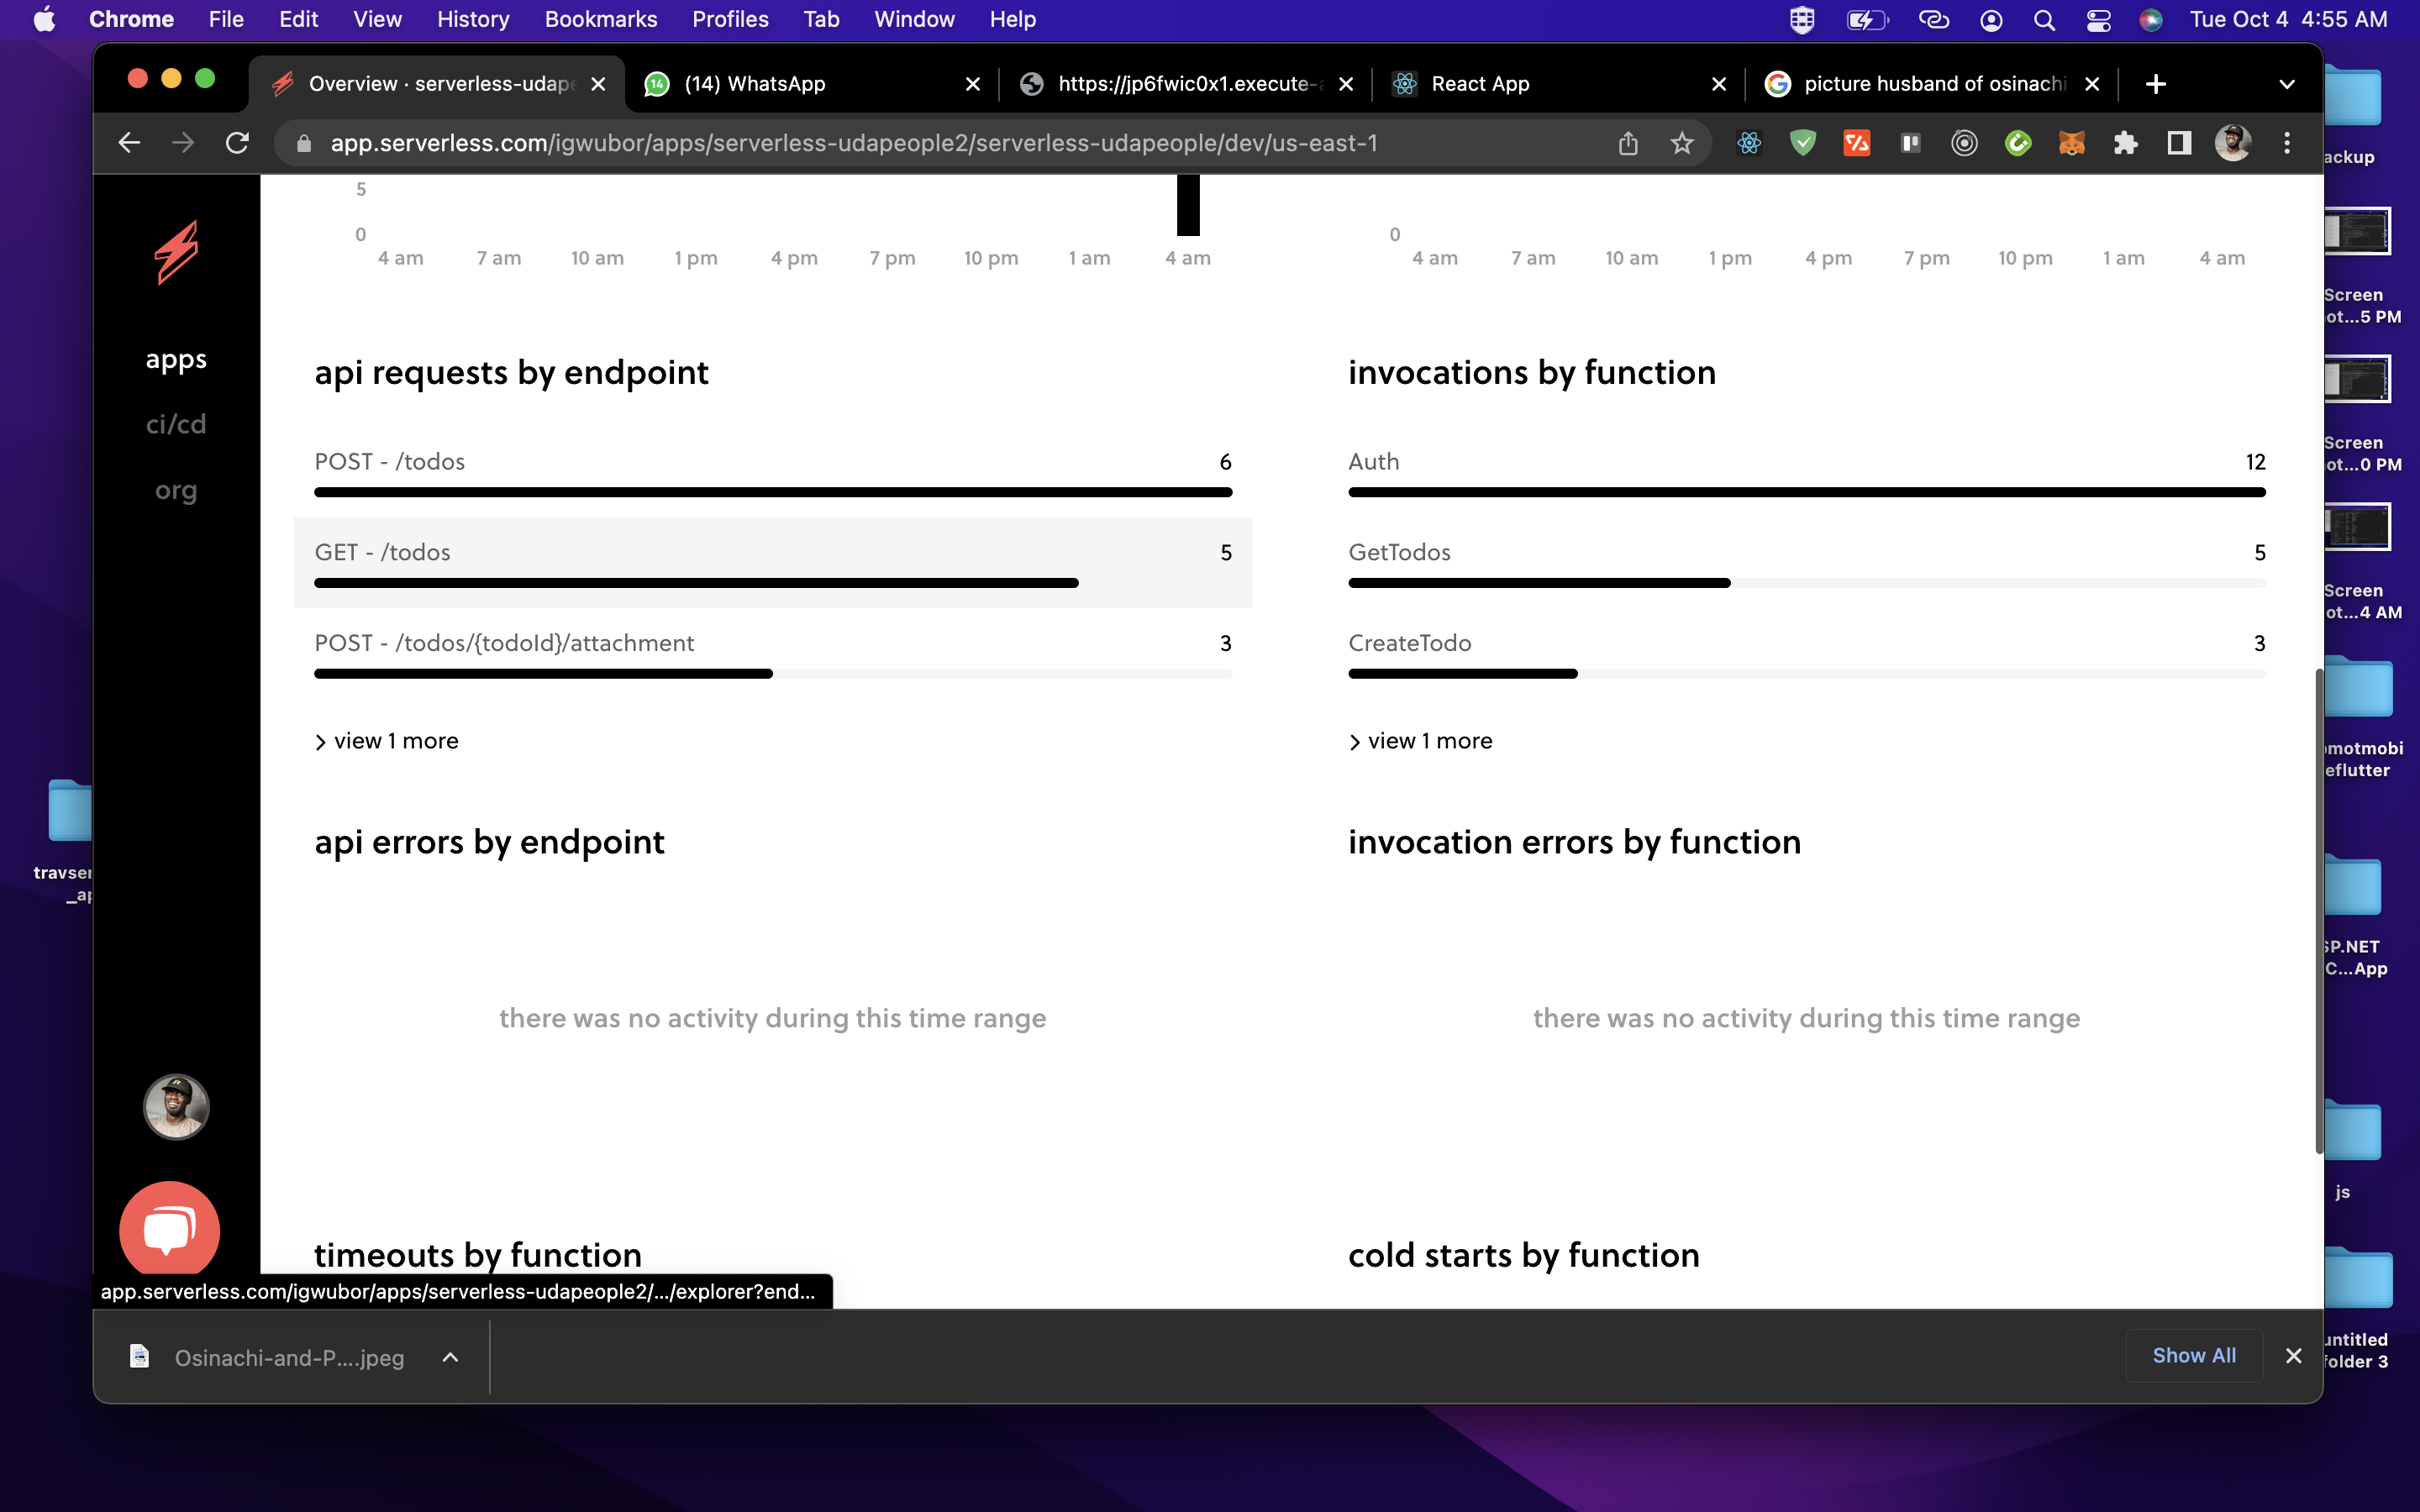 Chrome File Edit View History Bookmarks Profiles Tab Window Help Tue Oct 4 4:55 AM
Overview · serverless-udape (14) WhatsApp https://jp6fwic0x1.execute- React App picture husband of osinachi
app.serverless.com/igwubor/apps/serverless-udapeople2/serverless-udapeople/dev/us-east-1
5
0
4 am 7 am 10 am 1 pm 4 pm 7 pm 10 pm 1 am 4 am
0
4 am 7 am 10 am 1 pm 4 pm 7 pm 10 pm 1 am 4 am
apps
ci/cd
org
api requests by endpoint
POST - /todos 6
GET - /todos 5
POST - /todos/{todoId}/attachment 3
view 1 more
invocations by function
Auth 12
GetTodos 5
CreateTodo 3
view 1 more
api errors by endpoint
there was no activity during this time range
invocation errors by function
there was no activity during this time range
timeouts by function
cold starts by function
app.serverless.com/igwubor/apps/serverless-udapeople2/.../explorer?end...
Osinachi-and-P....jpeg
Show All
travser
_ap
ackup
Screen
ot...5 PM
Screen
ot...0 PM
Screen
ot...4 AM
motmobi
eflutter
SP.NET
C...App
js
untitled
folder 3